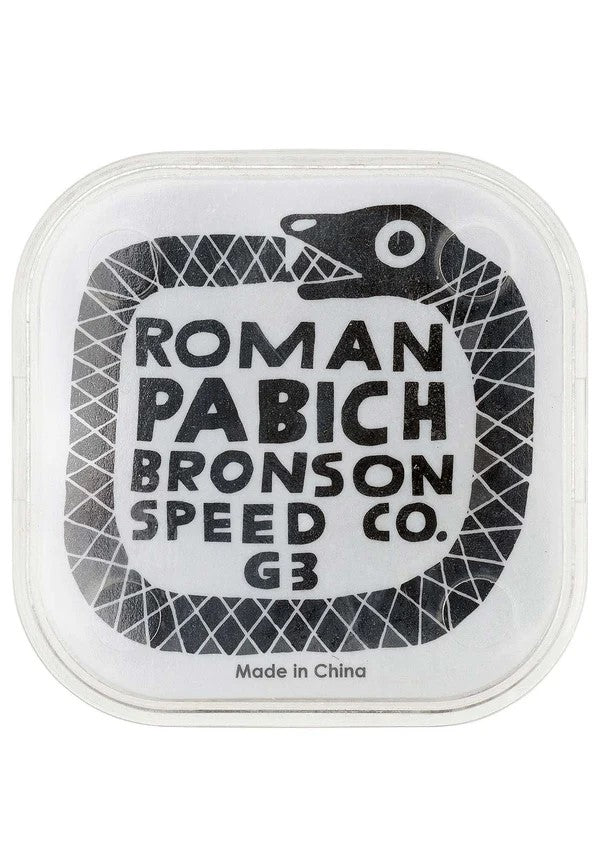 ROMAN
PABICH
BRONSON
SPEED CO.
G3
Made in China